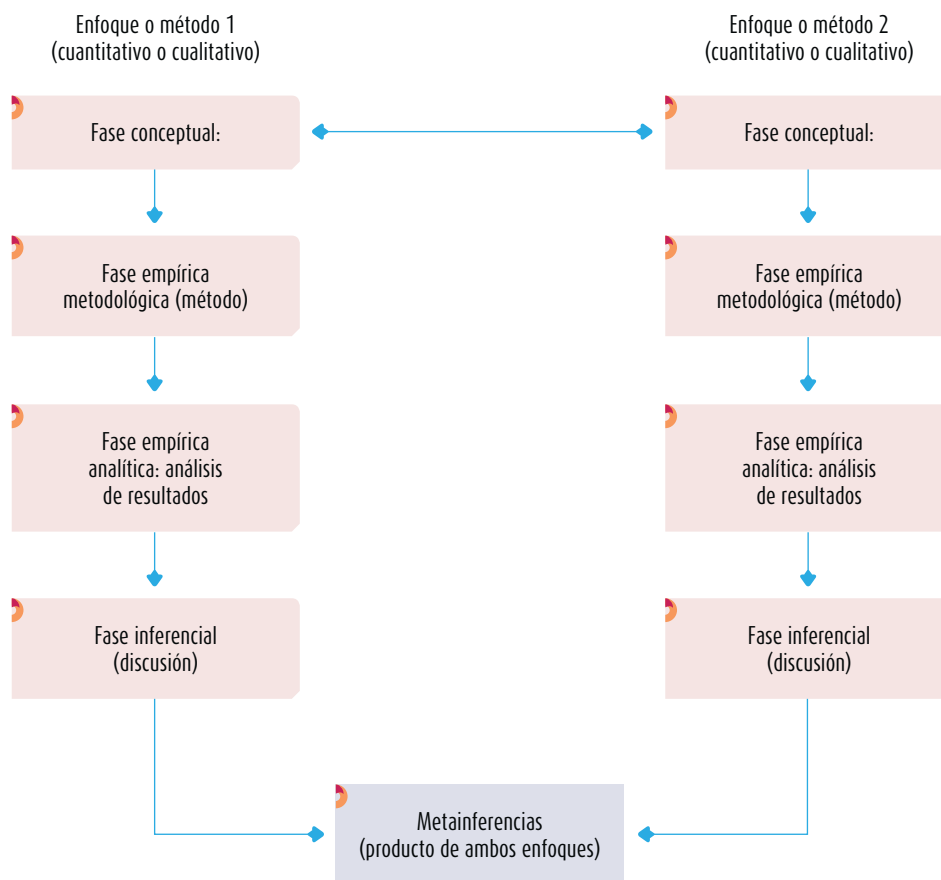 Enfoque o método 1
(cuantitativo o cualitativo)
Enfoque o método 2
(cuantitativo o cualitativo)
Fase conceptual:
Fase conceptual:
Fase empírica
metodológica (método)
Fase empírica
metodológica (método)
Fase empírica
analítica: análisis
de resultados
Fase empírica
analítica: análisis
de resultados
Fase inferencial
(discusión)
Fase inferencial
(discusión)
Metainferencias
(producto de ambos enfoques)